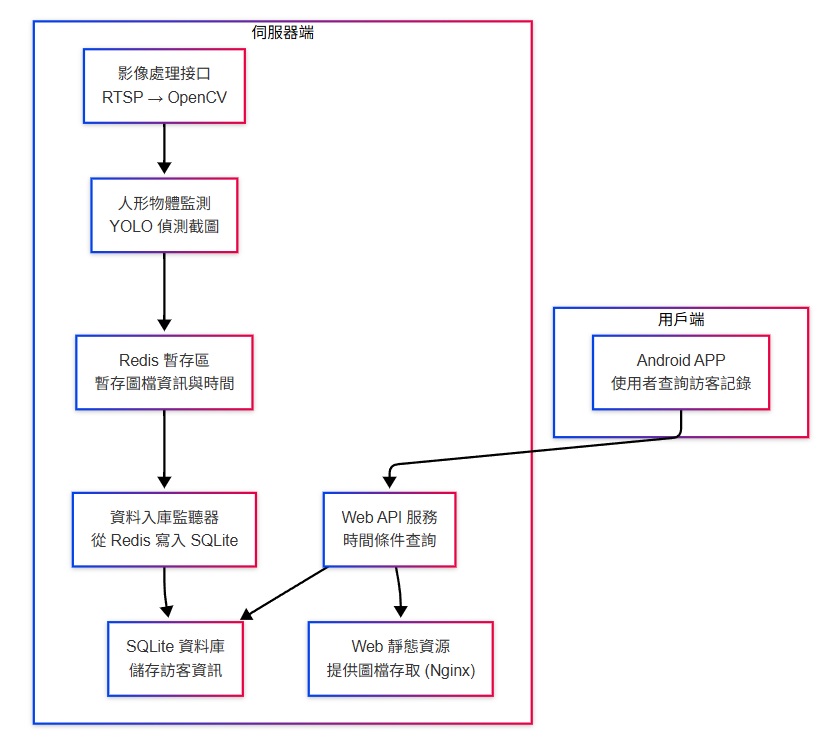 伺服器端
影像處理接口
RTSP → OpenCV
人形物體監測
YOLO 偵測截圖
Redis 暫存區
暫存圖檔資訊與時間
資料入庫監聽器
從 Redis 寫入 SQLite
SQLite 資料庫
儲存訪客資訊
Web API 服務
時間條件查詢
Web 靜態資源
提供圖檔存取 (Nginx)
用戶端
Android APP
使用者查詢訪客記錄